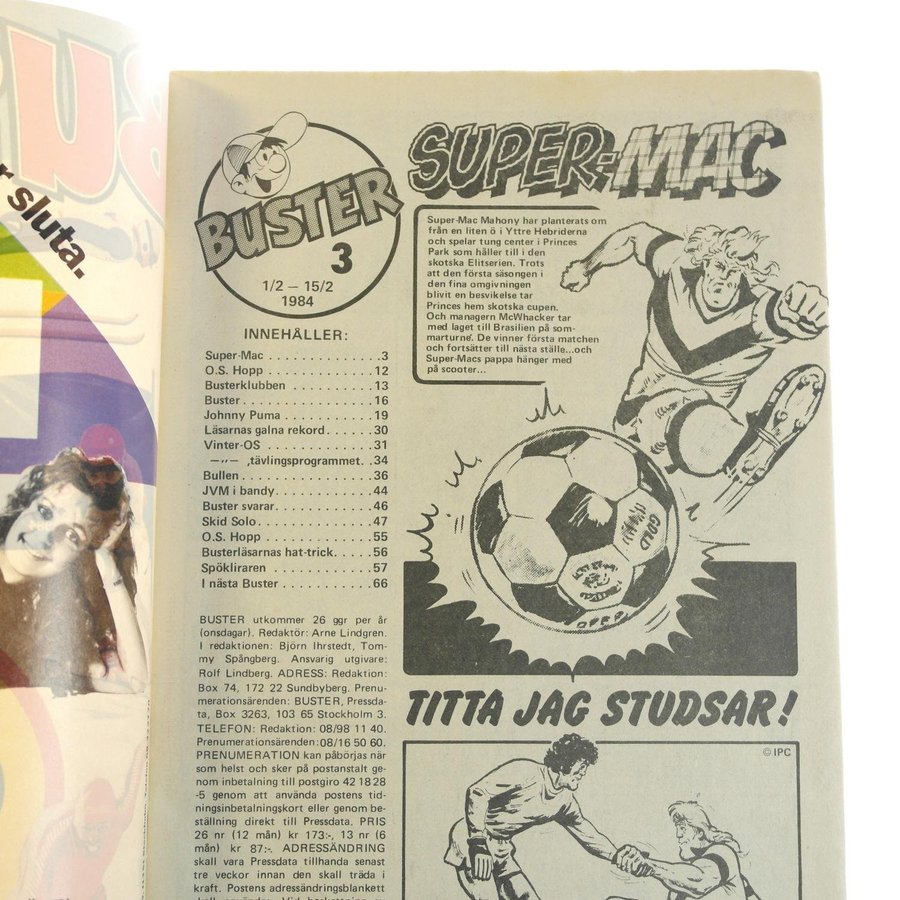 r sluta.
BUSTER
3
1/2 – 15/2
1984
INNEHÅLLER:
Super-Mac . . . . . . . . . . . . .3
O.S. Hopp . . . . . . . . . . . . 12
Busterklubben . . . . . . . . . 13
Buster. . . . . . . . . . . . . . . . 16
Johnny Puma . . . . . . . . . . 19
Läsarnas galna rekord. . . . . . 30
Vinter-OS . . . . . . . . . . . . 31
—„— ,tävlingsprogrammet. . .34
Bullen . . . . . . . . . . . . . . . 36
JVM i bandy. . . . . . . . . . . 44
Buster svarar. . . . . . . . . . . 46
Skid Solo. . . . . . . . . . . . . 47
O.S. Hopp . . . . . . . . . . . . 55
Busterläsarnas hat-trick. . . . . 56
Spökliraren . . . . . . . . . . . 57
I nästa Buster . . . . . . . . . . 66
BUSTER utkommer 26 ggr per år
(onsdagar). Redaktör: Arne Lindgren.
I redaktionen: Björn Ihrstedt, Tom-
my Spångberg. Ansvarig utgivare:
Rolf Lindberg. ADRESS: Redaktion:
Box 74, 172 22 Sundbyberg. Prenu-
merationsärenden: BUSTER, Pressda-
ta, Box 3263, 103 65 Stockholm 3.
TELEFON: Redaktion: 08/98 11 40.
Prenumerationsärenden:08/16 50 60.
PRENUMERATION kan påbörjas när
som helst och sker på postanstalt ge-
nom inbetalning till postgiro 42 18 28
-5 genom att använda postens tid-
ningsinbetalningskort eller genom be-
ställning direkt till Pressdata. PRIS
26 nr (12 mån) kr 173:-, 13 nr (6
mån) kr 87:-. ADRESSÄNDRING
skall vara Pressdata tillhanda senast
tre veckor innan den skall träda i
kraft. Postens adressändringsblankett
SUPER-MAC
Super-Mac Mahony har planterats om
från en liten ö i Yttre Hebriderna
och spelar tung center i Princes
Park som håller till i den
skotska Elitserien. Trots
att den första säsongen i
den fina omgivningen
blivit en besvikelse tar
Princes hem skotska cupen.
Och managern McWhacker tar
med laget till Brasilien på som-
marturné. De vinner första matchen
och fortsätter till nästa ställe...och
Super-Macs pappa hänger med
på scooter...
GOLD
TITTA JAG STUDSAR!
© IPC